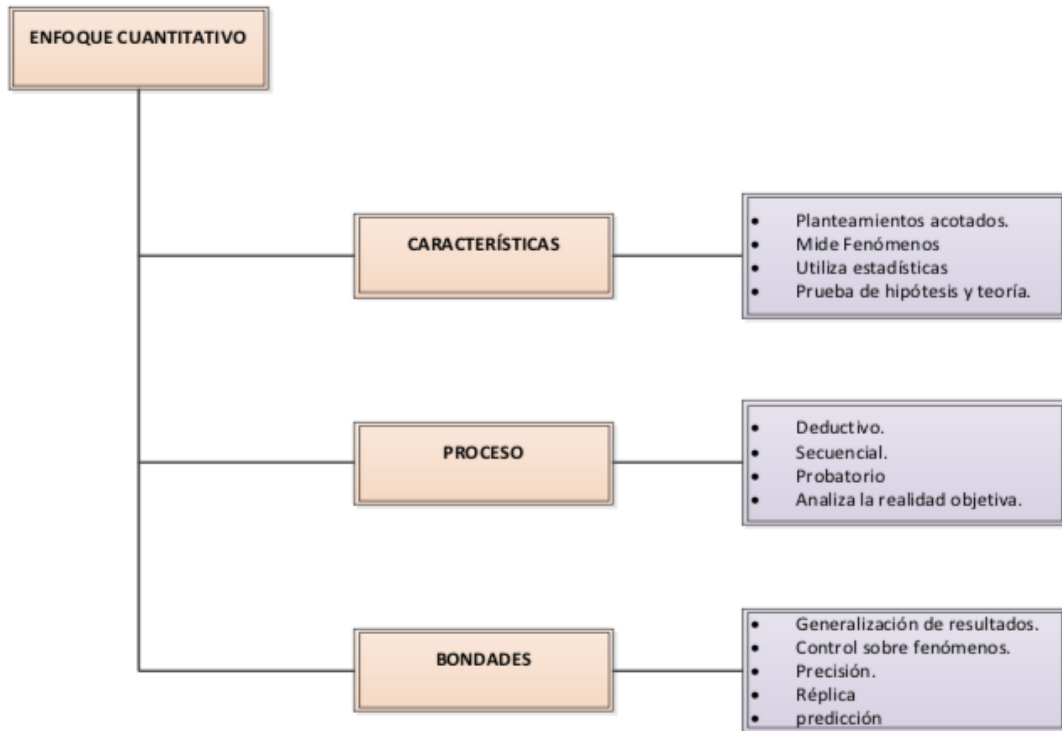 ENFOQUE CUANTITATIVO
CARACTERÍSTICAS
• Planteamientos acotados.
• Mide Fenómenos
• Utiliza estadísticas
• Prueba de hipótesis y teoría.
PROCESO
• Deductivo.
• Secuencial.
• Probatorio
• Analiza la realidad objetiva.
BONDADES
• Generalización de resultados.
• Control sobre fenómenos.
• Precisión.
• Réplica
• predicción